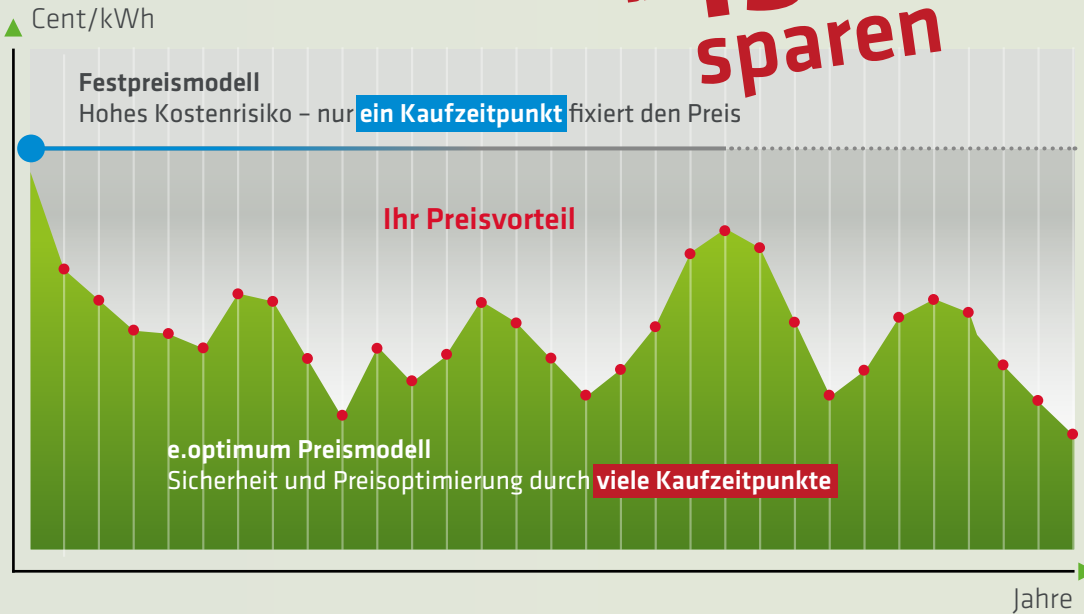 Cent/kWh
sparen
Festpreismodell
Hohes Kostenrisiko – nur ein Kaufzeitpunkt fixiert den Preis
Ihr Preisvorteil
e.optimum Preismodell
Sicherheit und Preisoptimierung durch viele Kaufzeitpunkte
Jahre